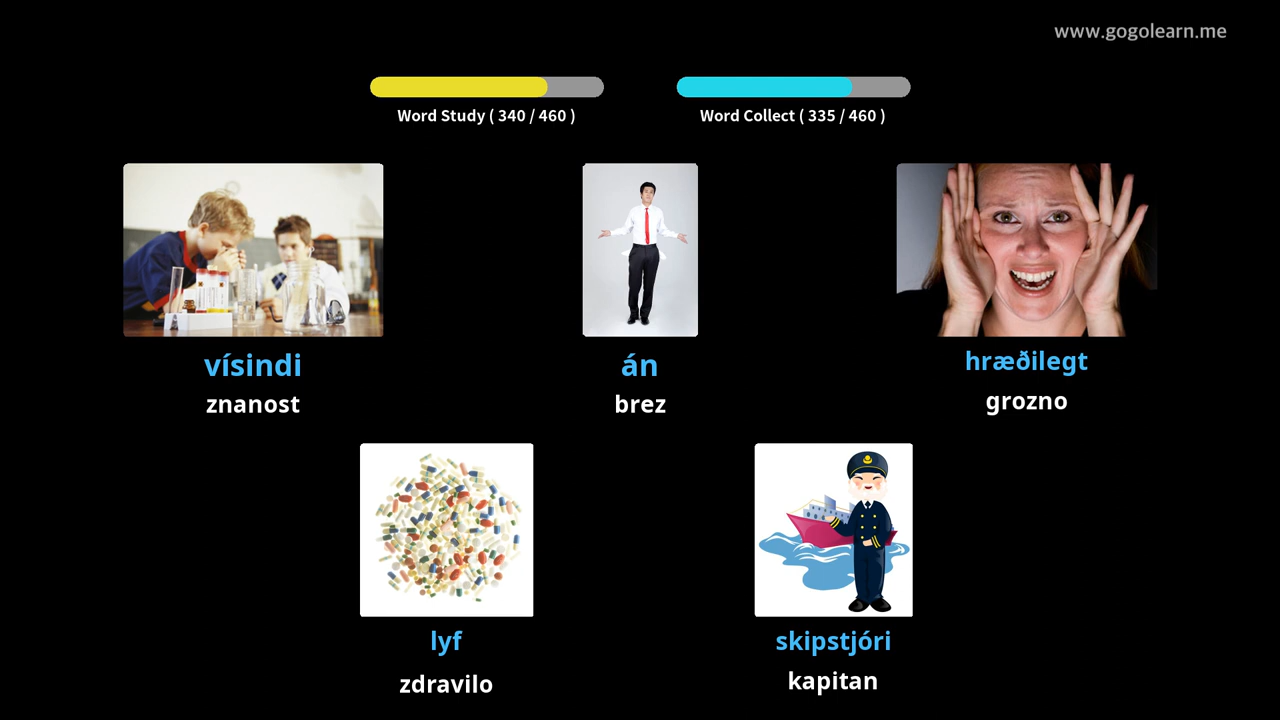 www.gogolearn.me
Word Study ( 340 / 460 )
Word Collect ( 335 / 460 )
vísindi
znanost
án
brez
hræðilegt
grozno
lyf
zdravilo
skipstjóri
kapitan